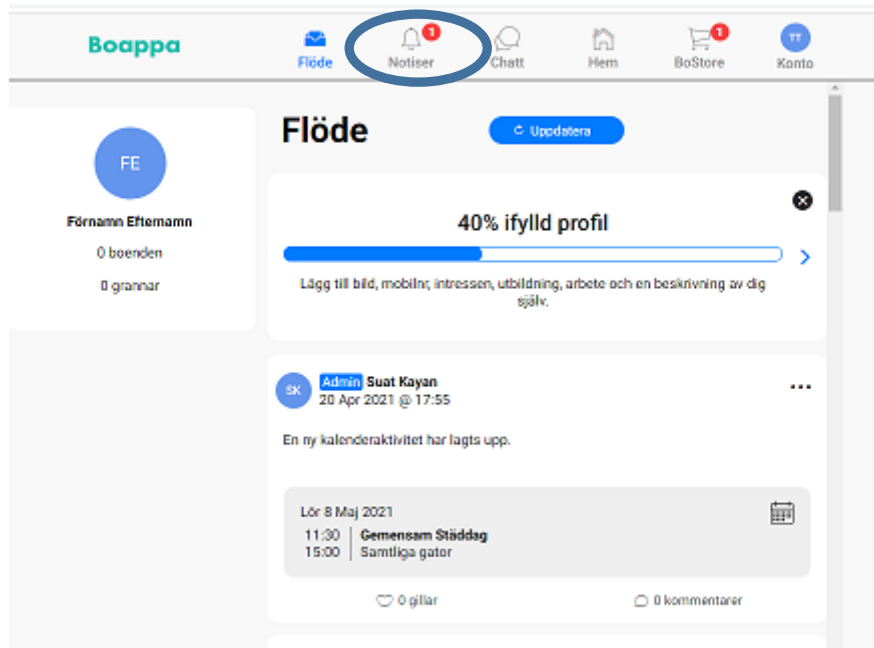 Boappa
1
1
TT
Flöde Notiser Chatt Hem BoStore Konto
FE
Förnamn Efternamn
0 boenden
0 grannar
Flöde
Uppdatera
40% ifylld profil
Lägg till bild, mobilnr, intressen, utbildning, arbete och en beskrivning av dig
själv.
SK
Admin Suat Kayan
20 Apr 2021 @ 17:55
En ny kalenderaktivitet har lagts upp.
Lör 8 Maj 2021
11:30 Gemensam Städdag
15:00 Samtliga gator
0 gillar
0 kommentarer